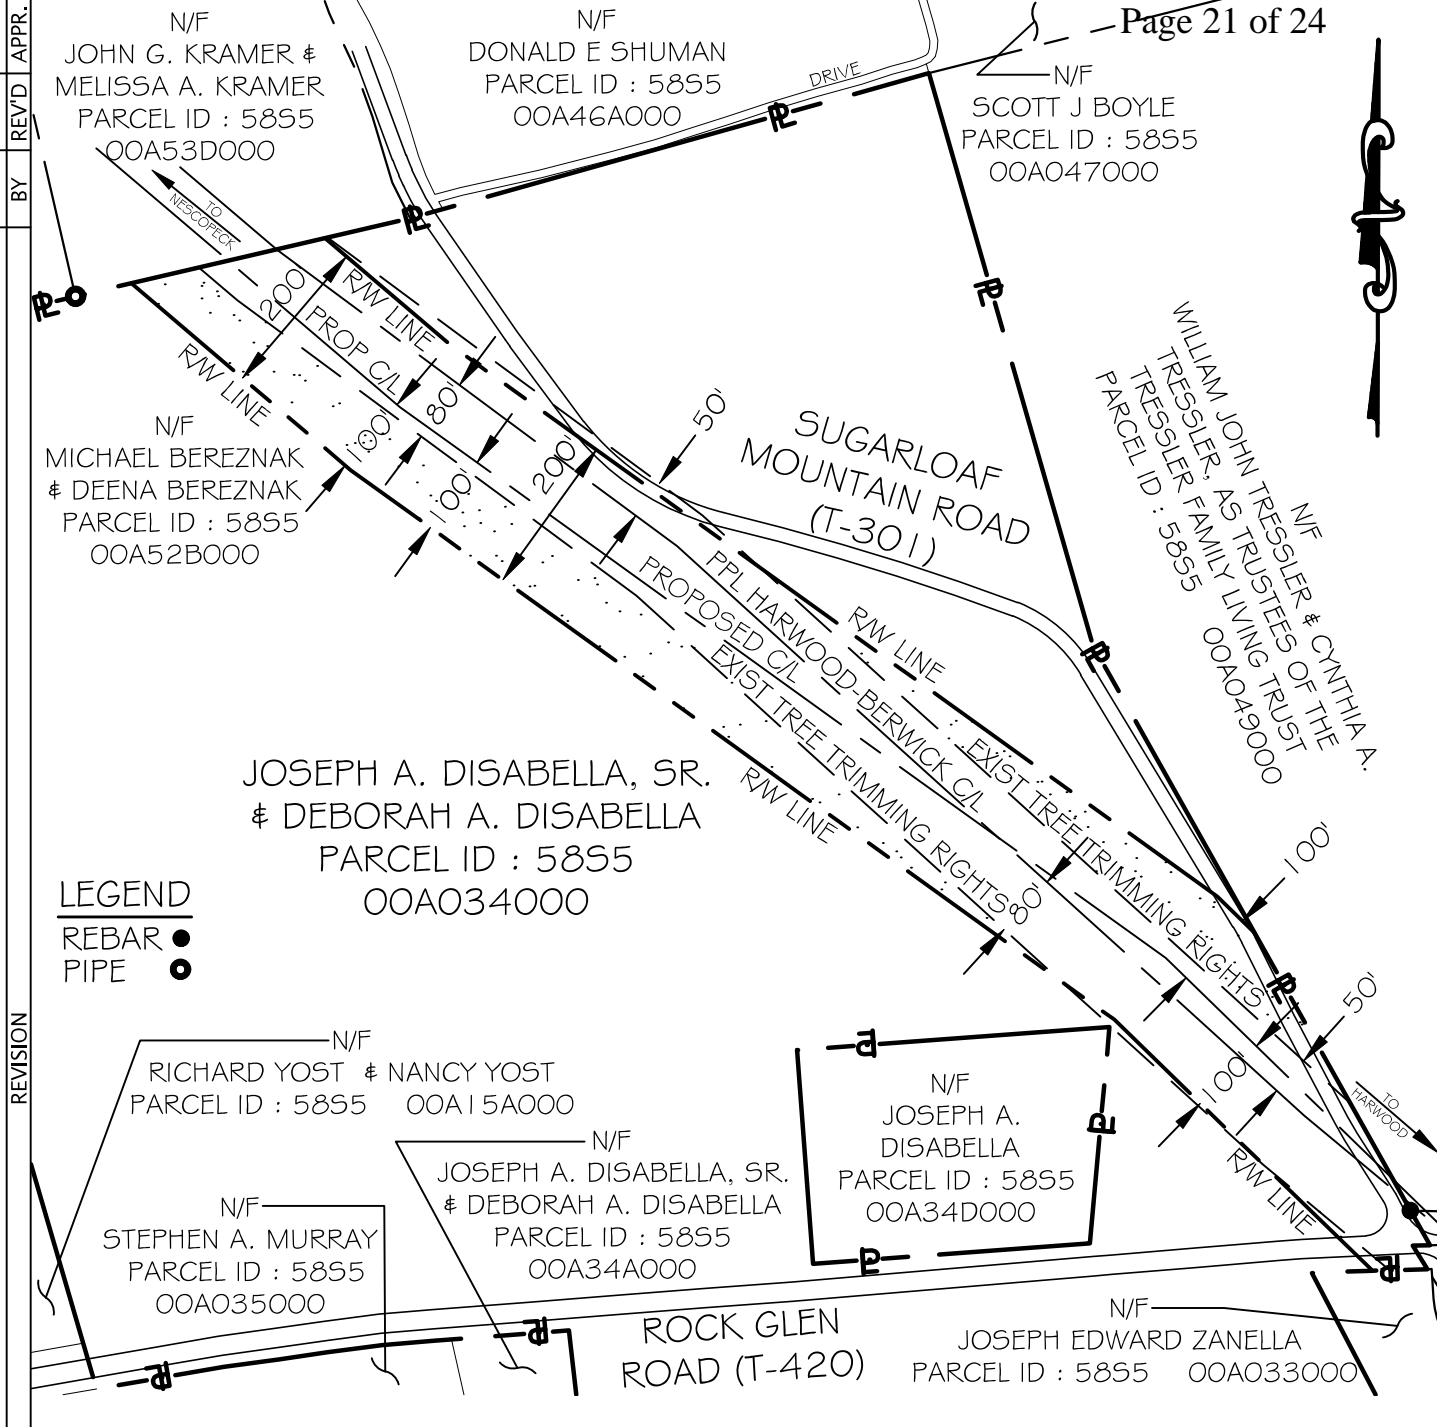 Page 21 of 24
APPR.
REV'D
BY
REVISION
N/F
JOHN G. KRAMER &
MELISSA A. KRAMER
PARCEL ID : 58S5
00A53D000
N/F
DONALD E SHUMAN
PARCEL ID : 58S5
00A46A000
DRIVE
N/F
SCOTT J BOYLE
PARCEL ID : 58S5
00A047000
TO
NESCOPECK
200'
R/W LINE
PROP C/L
R/W LINE
80'
100'
100'
200'
50'
N/F
MICHAEL BEREZNAK
& DEENA BEREZNAK
PARCEL ID : 58S5
00A52B000
SUGARLOAF
MOUNTAIN ROAD
(T-301)
N/F
WILLIAM JOHN TRESSLER & CYNTHIA A.
TRESSLER, AS TRUSTEES OF THE
TRESSLER FAMILY LIVING TRUST
PARCEL ID : 58S5 00A049000
PPL HARWOOD-BERWICK C/L
PROPOSED C/L
R/W LINE
EXIST TREE TRIMMING RIGHTS
EXIST TREE TRIMMING RIGHTS
R/W LINE
JOSEPH A. DISABELLA, SR.
& DEBORAH A. DISABELLA
PARCEL ID : 58S5
00A034000
80'
100'
50'
100'
LEGEND
REBAR
PIPE
TO
HARWOOD
R/W LINE
N/F
RICHARD YOST & NANCY YOST
PARCEL ID : 58S5 00A15A000
N/F
JOSEPH A.
DISABELLA
PARCEL ID : 58S5
00A34D000
N/F
JOSEPH A. DISABELLA, SR.
& DEBORAH A. DISABELLA
PARCEL ID : 58S5
00A34A000
N/F
STEPHEN A. MURRAY
PARCEL ID : 58S5
00A035000
ROCK GLEN
ROAD (T-420)
N/F
JOSEPH EDWARD ZANELLA
PARCEL ID : 58S5 00A033000